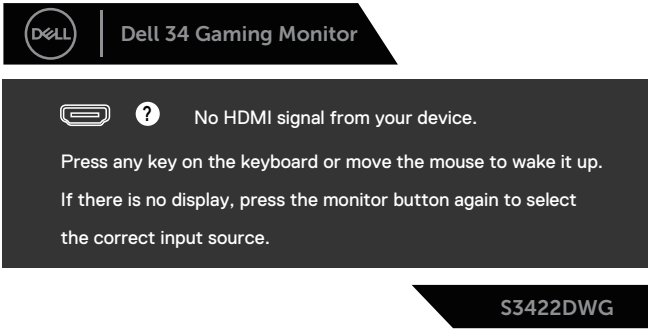 DELL
Dell 34 Gaming Monitor
? No HDMI signal from your device.
Press any key on the keyboard or move the mouse to wake it up.
If there is no display, press the monitor button again to select
the correct input source.
S3422DWG